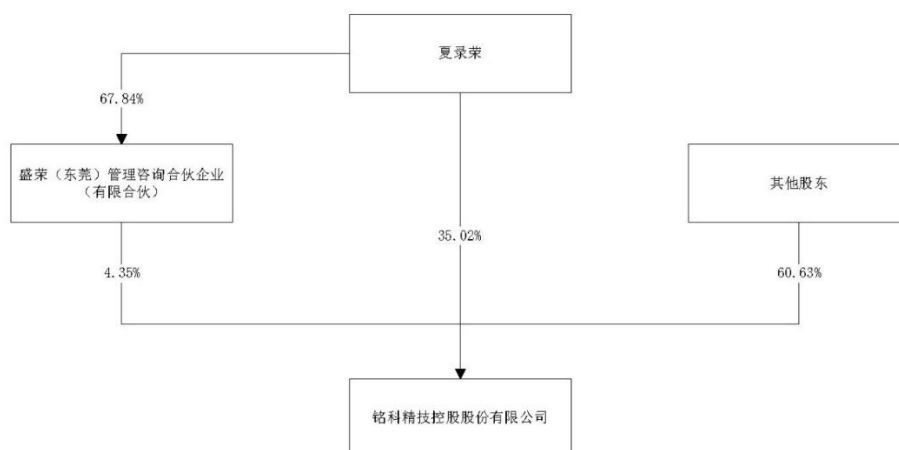 夏录荣
67.84%
盛荣（东莞）管理咨询合伙企业
（有限合伙）
其他股东
35.02%
4.35%
60.63%
铭科精技控股股份有限公司